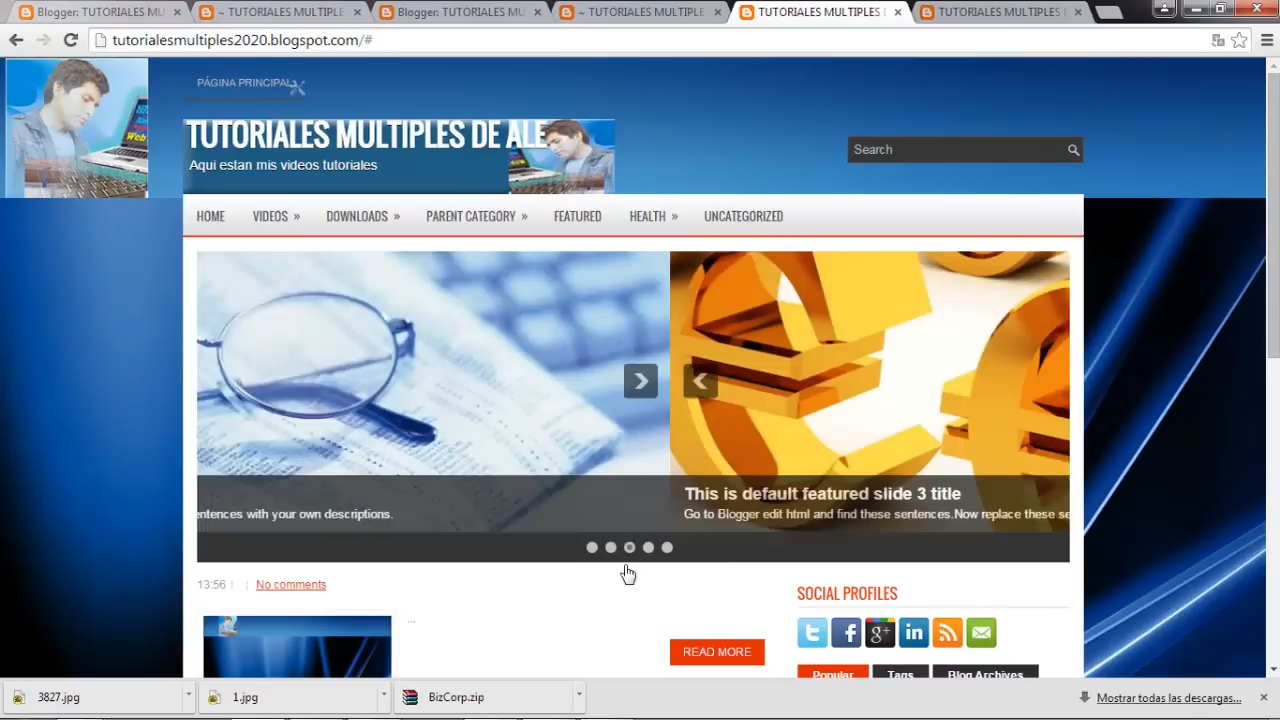 Blogger: TUTORIALES MU
~ TUTORIALES MULTIPLE
Blogger: TUTORIALES MU
~ TUTORIALES MULTIPLE
TUTORIALES MULTIPLES D
TUTORIALES MULTIPLES D
tutorialesmultiples2020.blogspot.com/#
PÁGINA PRINCIPAL
TUTORIALES MULTIPLES DE ALE
Aqui estan mis videos tutoriales
Search
HOME VIDEOS » DOWNLOADS » PARENT CATEGORY » FEATURED HEALTH » UNCATEGORIZED
This is default featured slide 3 title
entences with your own descriptions.
Go to Blogger edit html and find these sentences.Now replace these se
13:56
No comments
SOCIAL PROFILES
...
READ MORE
Popular Tags Blog Archives
3827.jpg
1.jpg
BizCorp.zip
Mostrar todas las descargas...